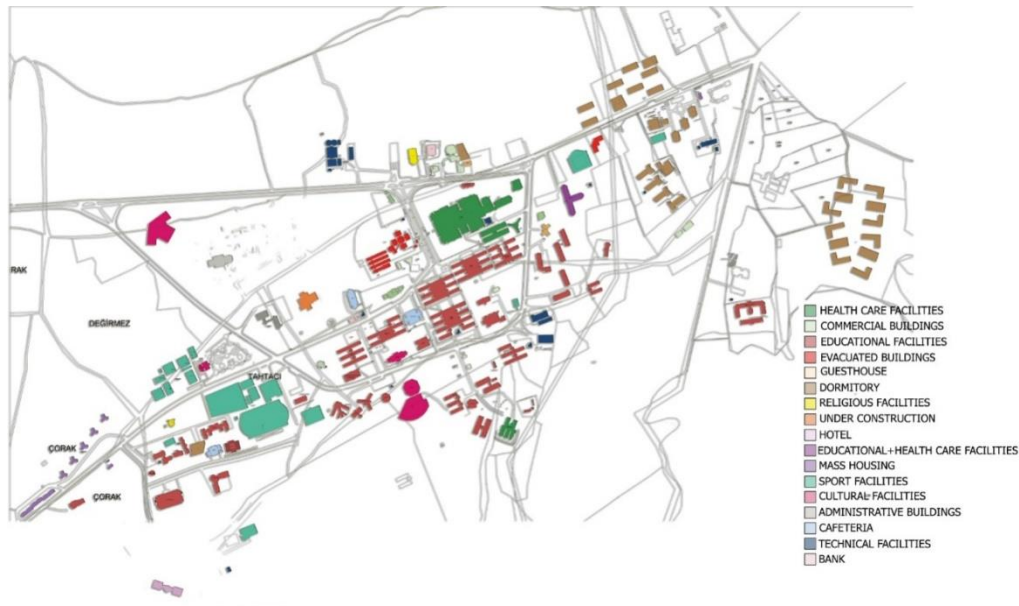 RAK
DEĞİRMEZ
TAHTACI
ÇORAK
ÇORAK
HEALTH CARE FACILITIES
COMMERCIAL BUILDINGS
EDUCATIONAL FACILITIES
EVACUATED BUILDINGS
GUESTHOUSE
DORMITORY
RELIGIOUS FACILITIES
UNDER CONSTRUCTION
HOTEL
EDUCATIONAL+HEALTH CARE FACILITIES
MASS HOUSING
SPORT FACILITIES
CULTURAL FACILITIES
ADMINISTRATIVE BUILDINGS
CAFETERIA
TECHNICAL FACILITIES
BANK